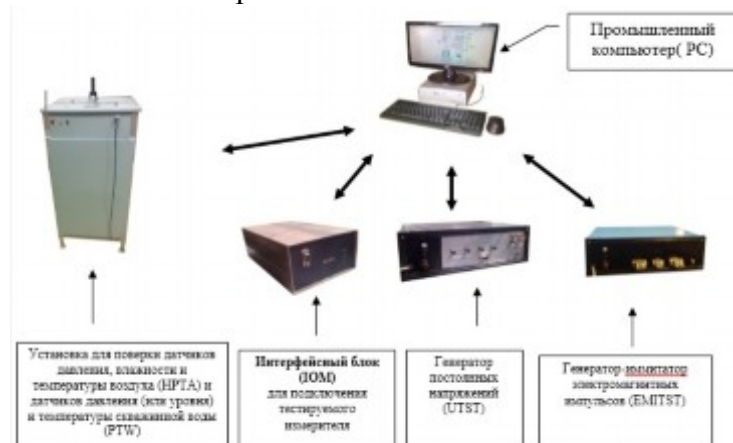 Промышленный
компьютер( PC)
Установка для поверки датчиков
давления, влажности и
температуры воздуха (HPTA) и
датчиков давления (или уровня)
и температуры скважинной воды
(PTW)
Интерфейсный блок
(IOM)
для подключения
тестируемого
измерителя
Генератор
постоянных
напряжений
(UTST)
Генератор-иммитатор
электромагнитных
импульсов (EMITST)